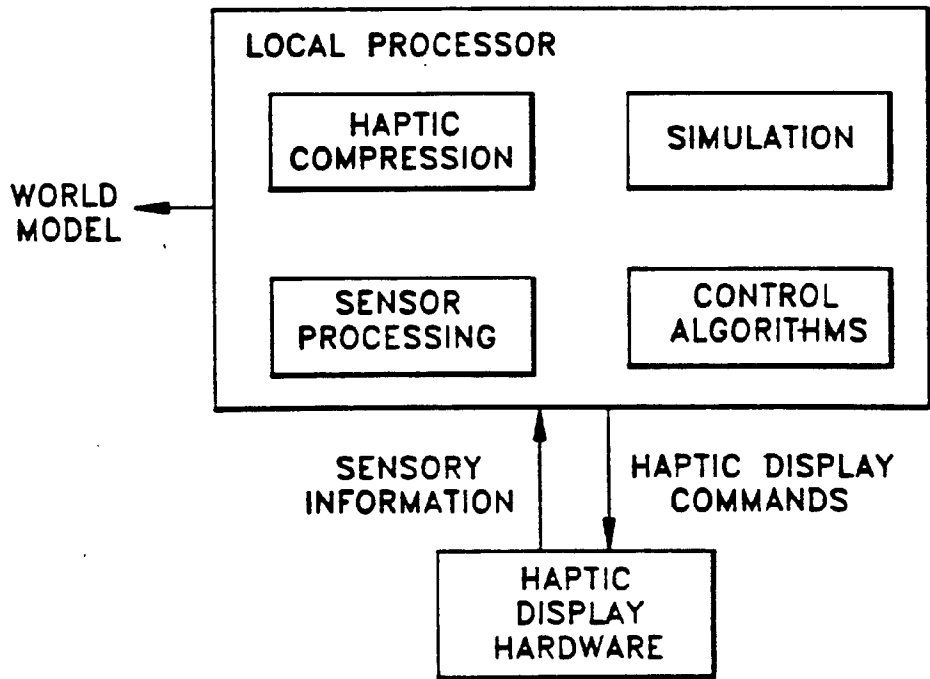 LOCAL PROCESSOR
HAPTIC
COMPRESSION
SIMULATION
WORLD
MODEL
SENSOR
PROCESSING
CONTROL
ALGORITHMS
SENSORY
INFORMATION
HAPTIC DISPLAY
COMMANDS
HAPTIC
DISPLAY
HARDWARE